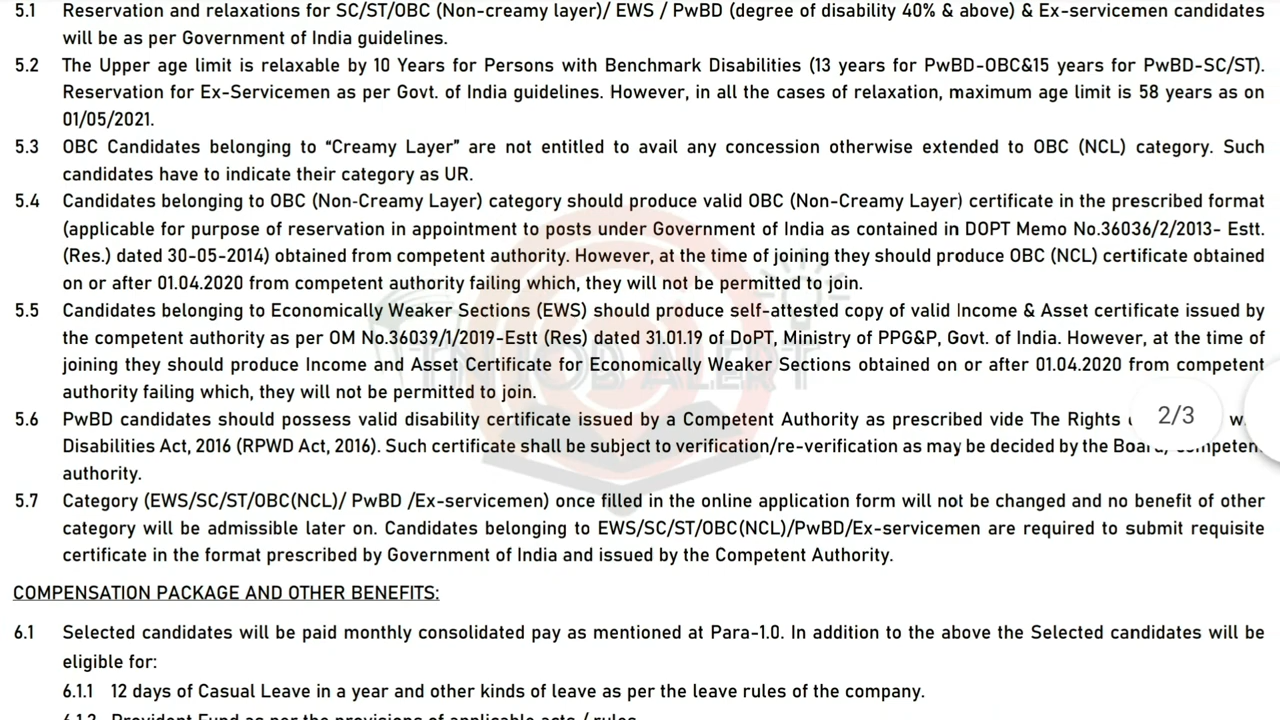 5.1 Reservation and relaxations for SC/ST/OBC (Non-creamy layer)/ EWS / PwBD (degree of disability 40% & above) & Ex-servicemen candidates
will be as per Government of India guidelines.
5.2 The Upper age limit is relaxable by 10 Years for Persons with Benchmark Disabilities (13 years for PwBD-OBC&15 years for PwBD-SC/ST).
Reservation for Ex-Servicemen as per Govt. of India guidelines. However, in all the cases of relaxation, maximum age limit is 58 years as on
01/05/2021.
5.3 OBC Candidates belonging to “Creamy Layer” are not entitled to avail any concession otherwise extended to OBC (NCL) category. Such
candidates have to indicate their category as UR.
5.4 Candidates belonging to OBC (Non-Creamy Layer) category should produce valid OBC (Non-Creamy Layer) certificate in the prescribed format
(applicable for purpose of reservation in appointment to posts under Government of India as contained in DOPT Memo No.36036/2/2013- Estt.
(Res.) dated 30-05-2014) obtained from competent authority. However, at the time of joining they should produce OBC (NCL) certificate obtained
on or after 01.04.2020 from competent authority failing which, they will not be permitted to join.
5.5 Candidates belonging to Economically Weaker Sections (EWS) should produce self-attested copy of valid Income & Asset certificate issued by
the competent authority as per OM No.36039/1/2019-Estt (Res) dated 31.01.19 of DoPT, Ministry of PPG&P, Govt. of India. However, at the time of
joining they should produce Income and Asset Certificate for Economically Weaker Sections obtained on or after 01.04.2020 from competent
authority failing which, they will not be permitted to join.
5.6 PwBD candidates should possess valid disability certificate issued by a Competent Authority as prescribed vide The Rights
2/3
Disabilities Act, 2016 (RPWD Act, 2016). Such certificate shall be subject to verification/re-verification as may be decided by the
authority.
5.7 Category (EWS/SC/ST/OBC(NCL)/ PwBD /Ex-servicemen) once filled in the online application form will not be changed and no benefit of other
category will be admissible later on. Candidates belonging to EWS/SC/ST/OBC(NCL)/PwBD/Ex-servicemen are required to submit requisite
certificate in the format prescribed by Government of India and issued by the Competent Authority.
COMPENSATION PACKAGE AND OTHER BENEFITS:
6.1 Selected candidates will be paid monthly consolidated pay as mentioned at Para-1.0. In addition to the above the Selected candidates will be
eligible for:
6.1.1 12 days of Casual Leave in a year and other kinds of leave as per the leave rules of the company.
6.1.2 Provident Fund as per the provisions of applicable acts / rules